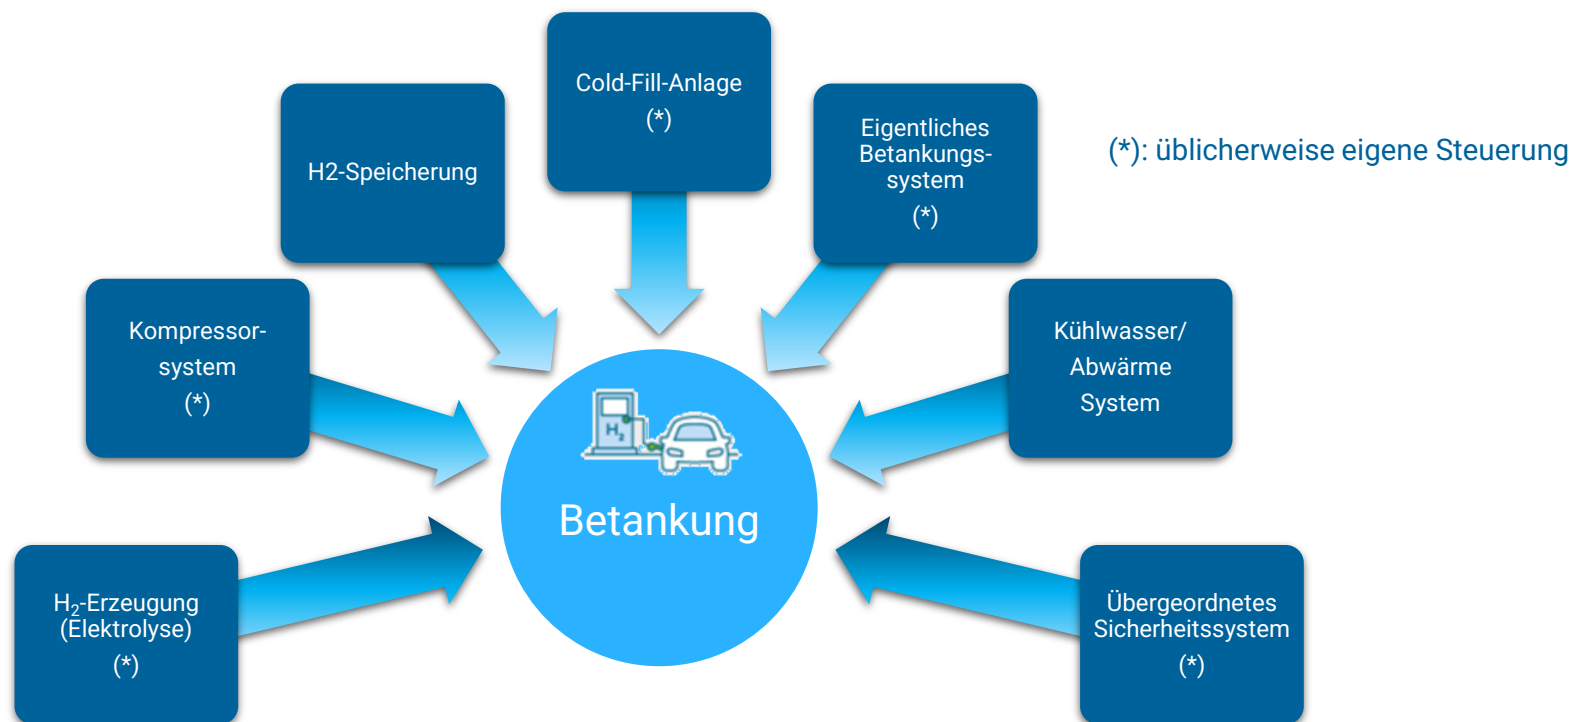 Cold-Fill-Anlage
(*)
H2-Speicherung
Eigentliches
Betankungs-
system
(*)
(*): üblicherweise eigene Steuerung
Kompressor-
system
(*)
Kühlwasser/
Abwärme
System
H₂
Betankung
H₂-Erzeugung
(Elektrolyse)
(*)
Übergeordnetes
Sicherheitssystem
(*)